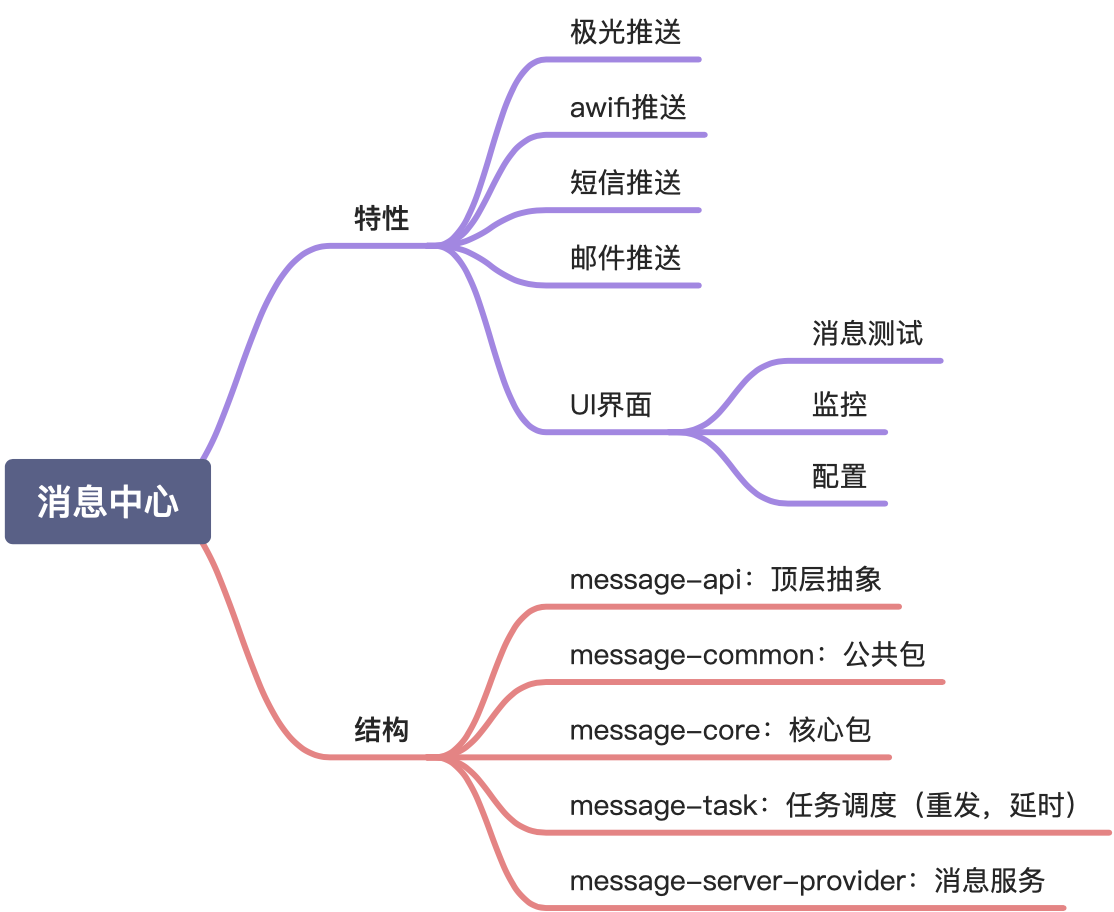 极光推送
awifi推送
短信推送
特性
邮件推送
消息测试
UI界面
监控
配置
消息中心
message-api：顶层抽象
message-common：公共包
结构
message-core：核心包
message-task：任务调度（重发，延时）
message-server-provider：消息服务